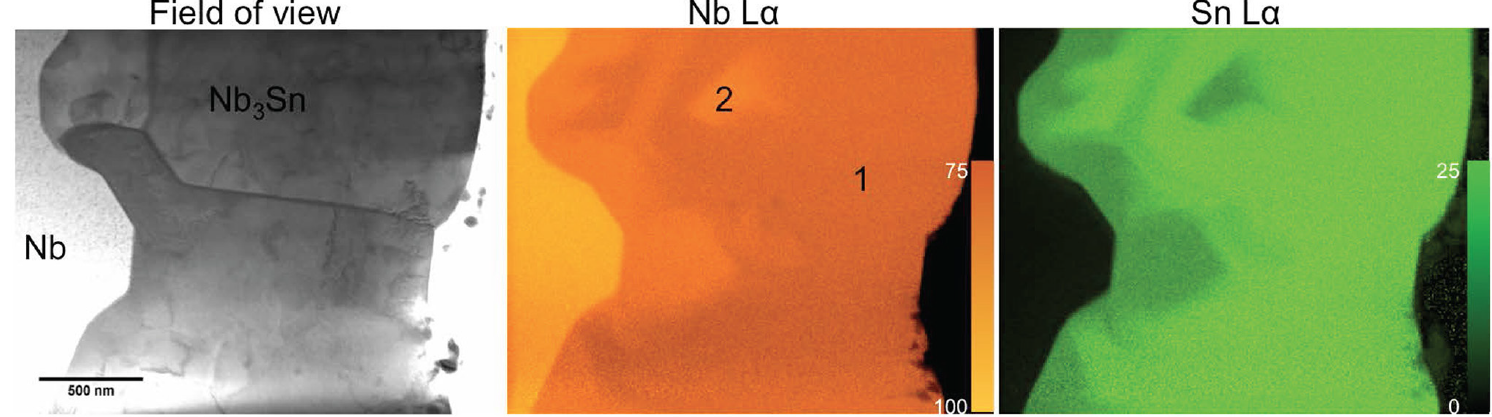 Field of view
Nb Lα
Sn Lα
Nb₃Sn
2
1
75
25
Nb
500 nm
100
0